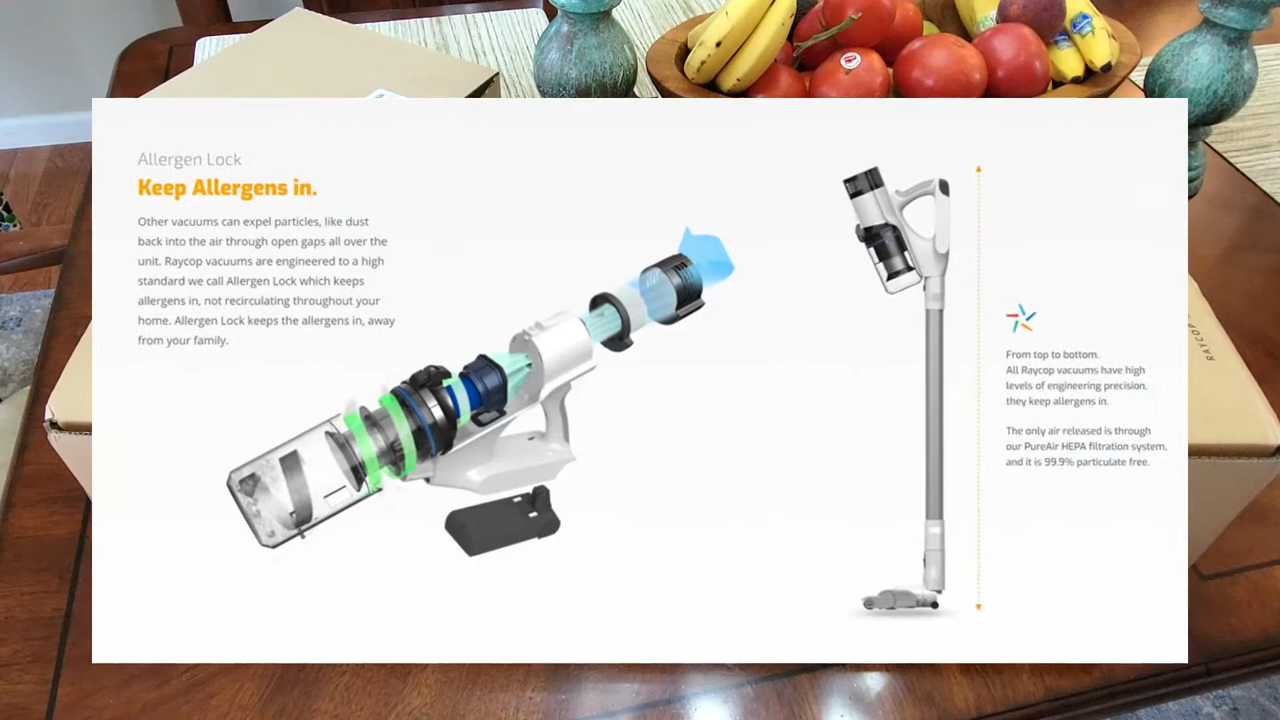 Allergen Lock
Keep Allergens in.
Other vacuums can expel particles, like dust
back into the air through open gaps all over the
unit. Raycop vacuums are engineered to a high
standard we call Allergen Lock which keeps
allergens in, not recirculating throughout your
home. Allergen Lock keeps the allergens in, away
from your family.
From top to bottom.
All Raycop vacuums have high
levels of engineering precision,
they keep allergens in.
The only air released is through
our PureAir HEPA filtration system,
and it is 99.9% particulate free.
RAYCOP